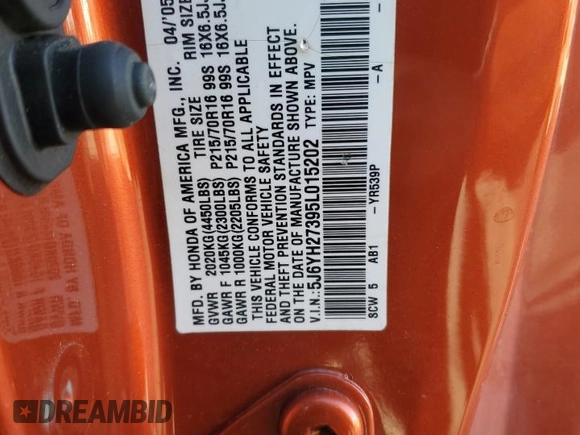 MFD. BY HONDA OF AMERICA MFG., INC. 04/'05
TIRE SIZE RIM SIZE
GVWR 2020KG(4450LBS) P215/70R16 99S 16X6.5J
GAWR F 1045KG(2300LBS) P215/70R16 99S 16X6.5J
GAWR R 1000KG(2205LBS)
THIS VEHICLE CONFORMS TO ALL APPLICABLE
FEDERAL MOTOR VEHICLE SAFETY
AND THEFT PREVENTION STANDARDS IN EFFECT
ON THE DATE OF MANUFACTURE SHOWN ABOVE.
V.I.N.: 5J6YH27395L015202 TYPE: MPV
SCW 5 AB1 -YR539P -A -
DREAMBID